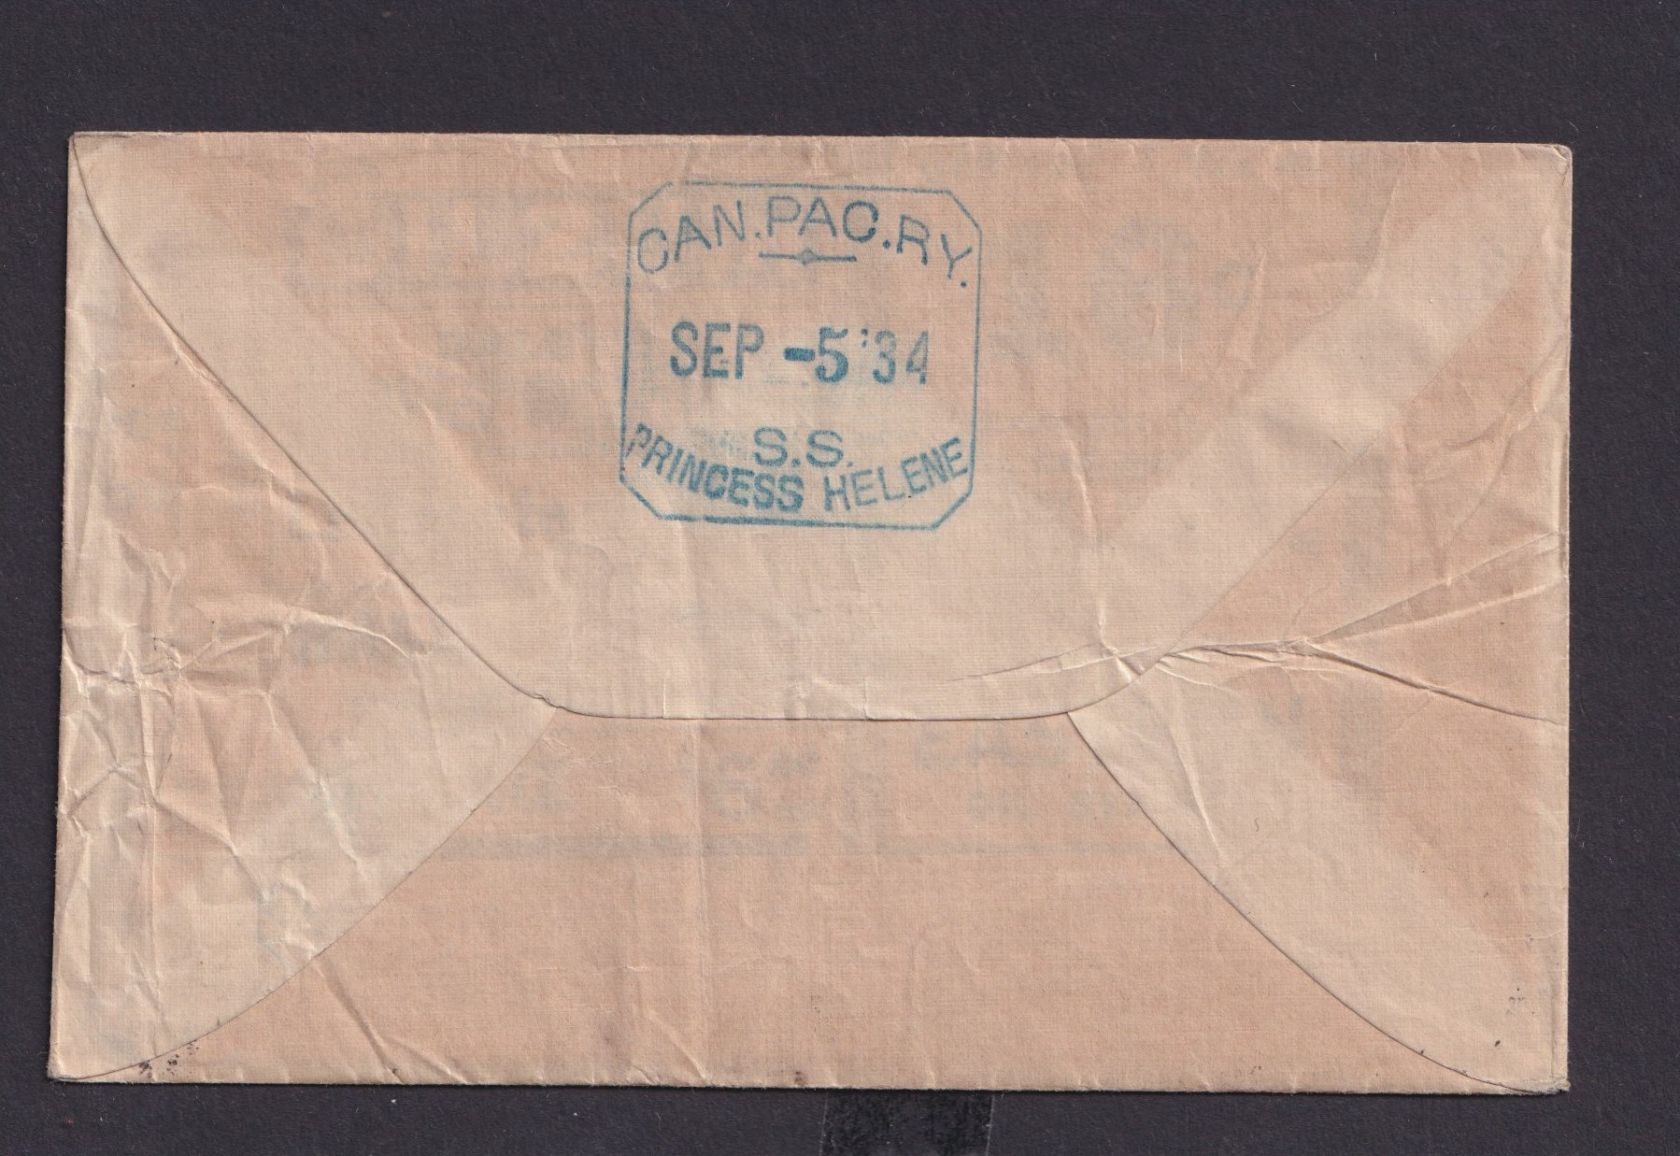 CAN.PAC.RY.
SEP -5 '34
S.S.
PRINCESS HELENE